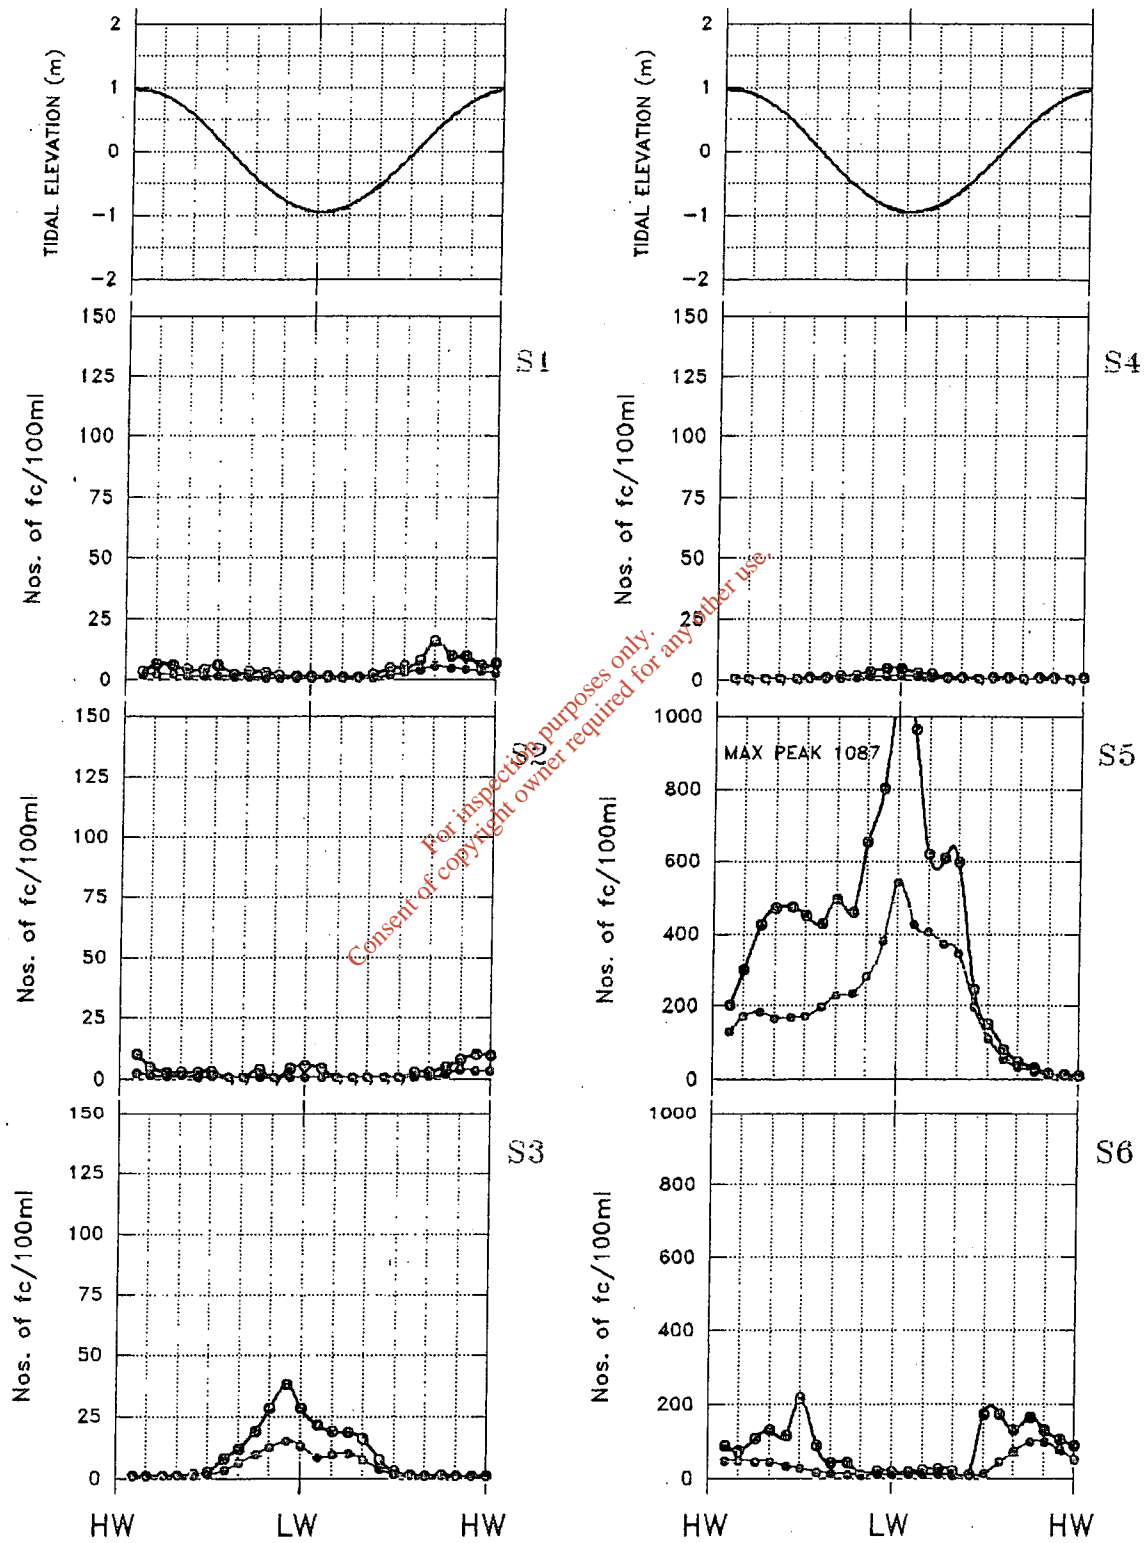 2
1
0
-1
-2
TIDAL ELEVATION (m)
2
1
0
-1
-2
TIDAL ELEVATION (m)
150
125
100
75
50
25
0
Nos. of fc/100ml
S1
150
125
100
75
50
25
0
Nos. of fc/100ml
S4
150
125
100
75
50
25
0
Nos. of fc/100ml
S2
1000
800
600
400
200
0
Nos. of fc/100ml
MAX PEAK 1087
S5
150
125
100
75
50
25
0
Nos. of fc/100ml
S3
1000
800
600
400
200
0
Nos. of fc/100ml
S6
HW LW HW
HW LW HW
For inspection purposes only.
Consent of copyright owner required for any other use.